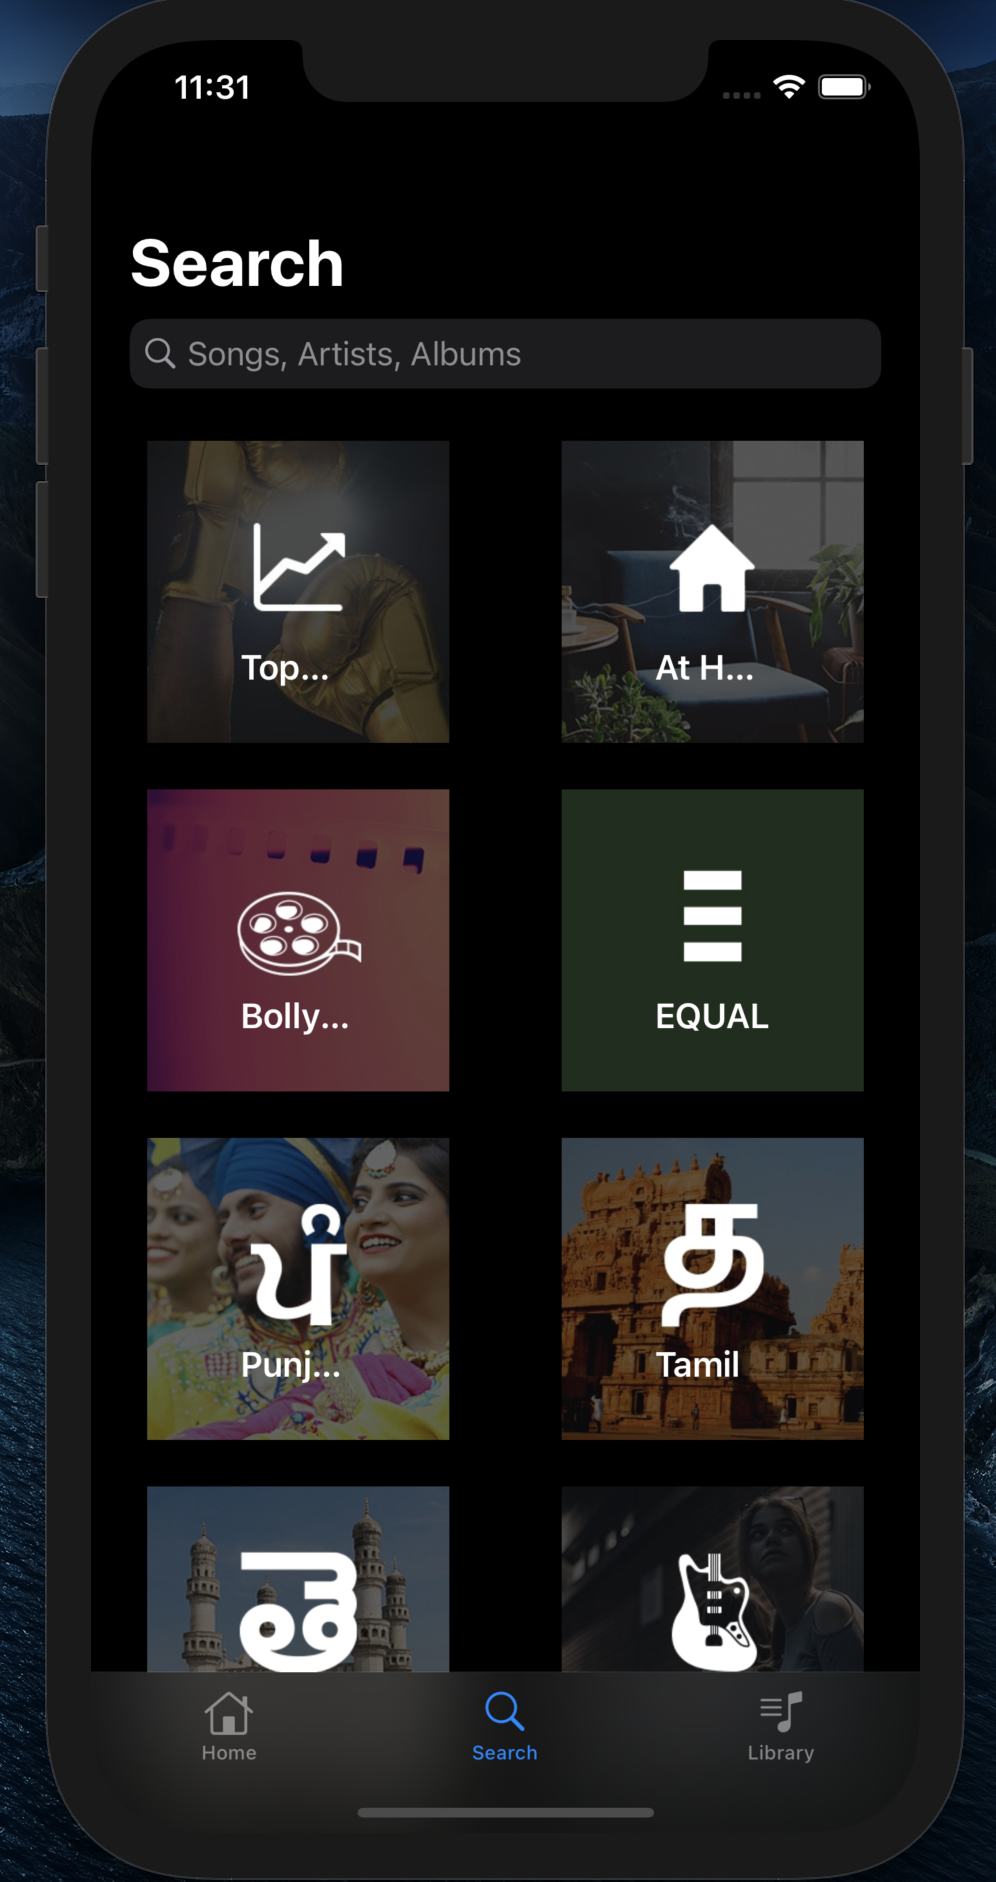 11:31
Search
Songs, Artists, Albums
Top...
At H...
Bolly...
EQUAL
ਪੰ
Punj...
த
Tamil
తె
Home
Search
Library